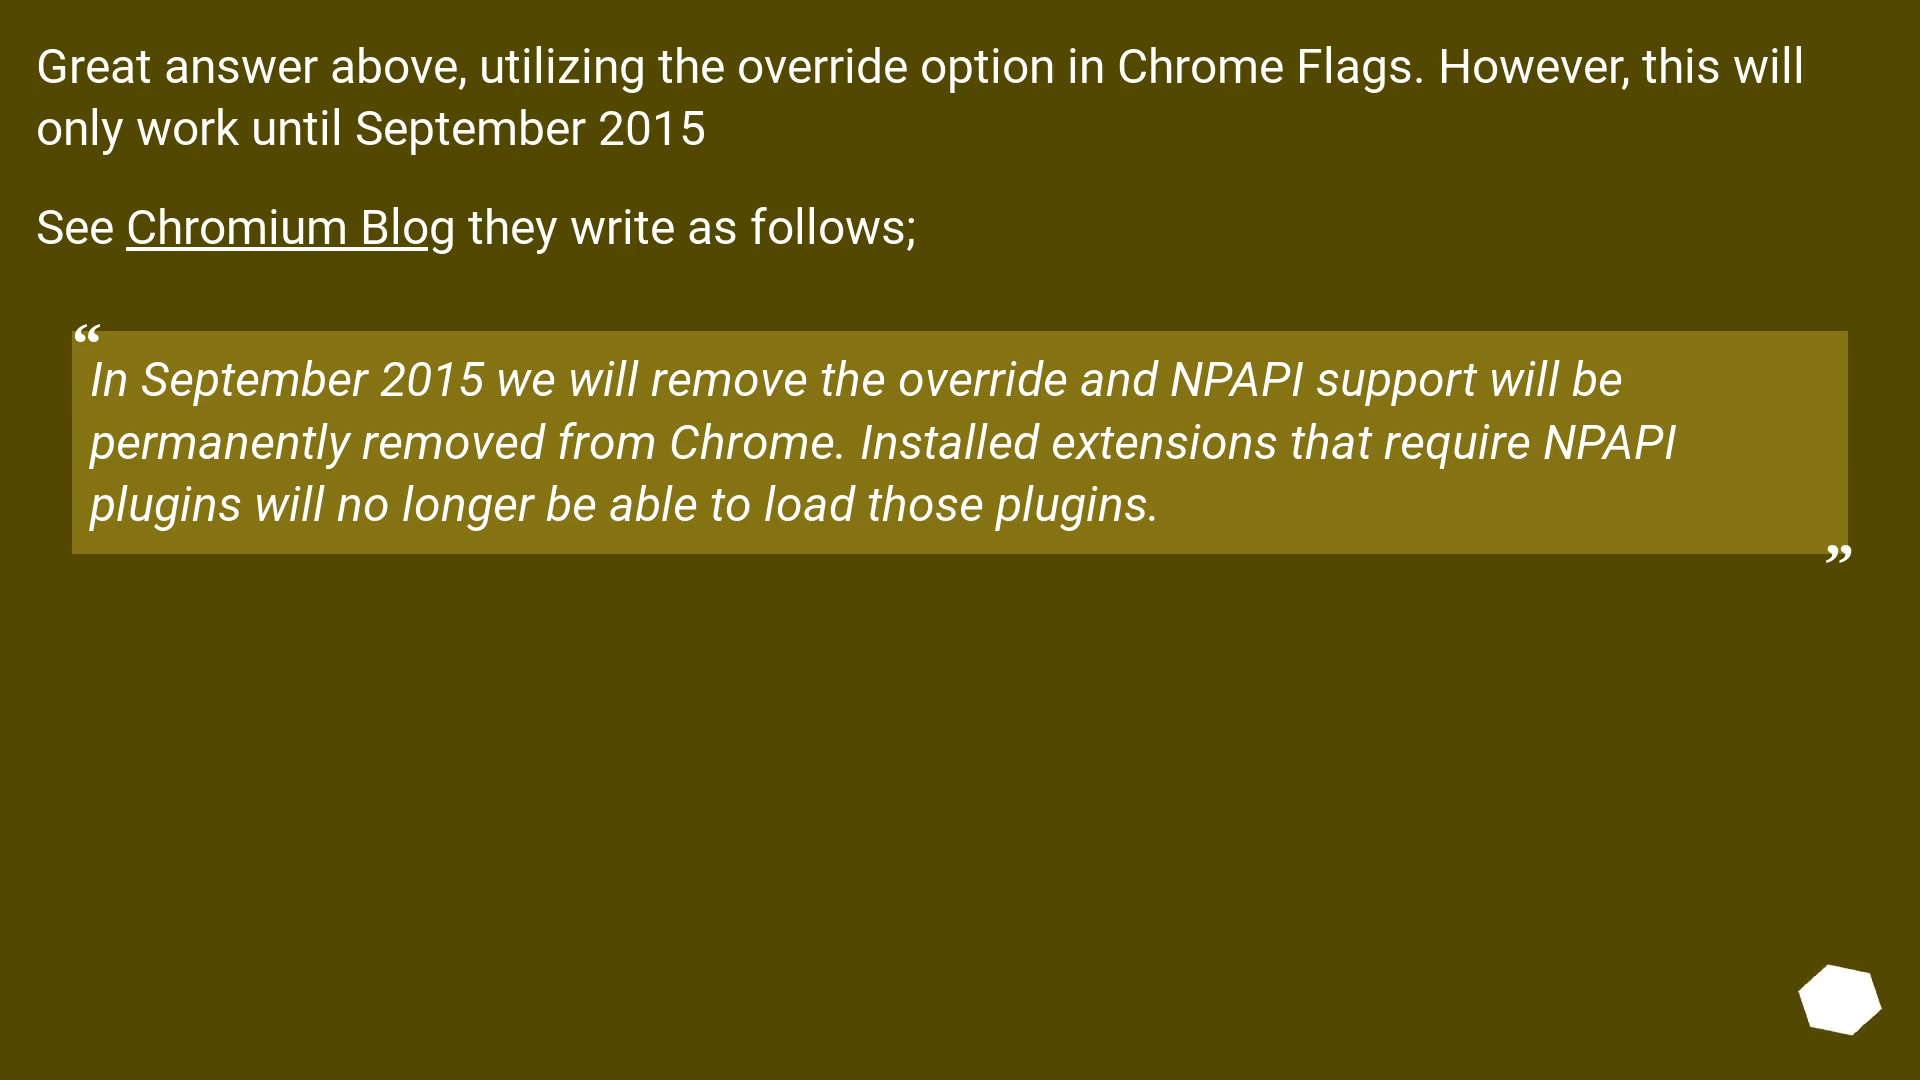 Great answer above, utilizing the override option in Chrome Flags. However, this will
only work until September 2015
See Chromium Blog they write as follows;
“
In September 2015 we will remove the override and NPAPI support will be
permanently removed from Chrome. Installed extensions that require NPAPI
plugins will no longer be able to load those plugins.
”